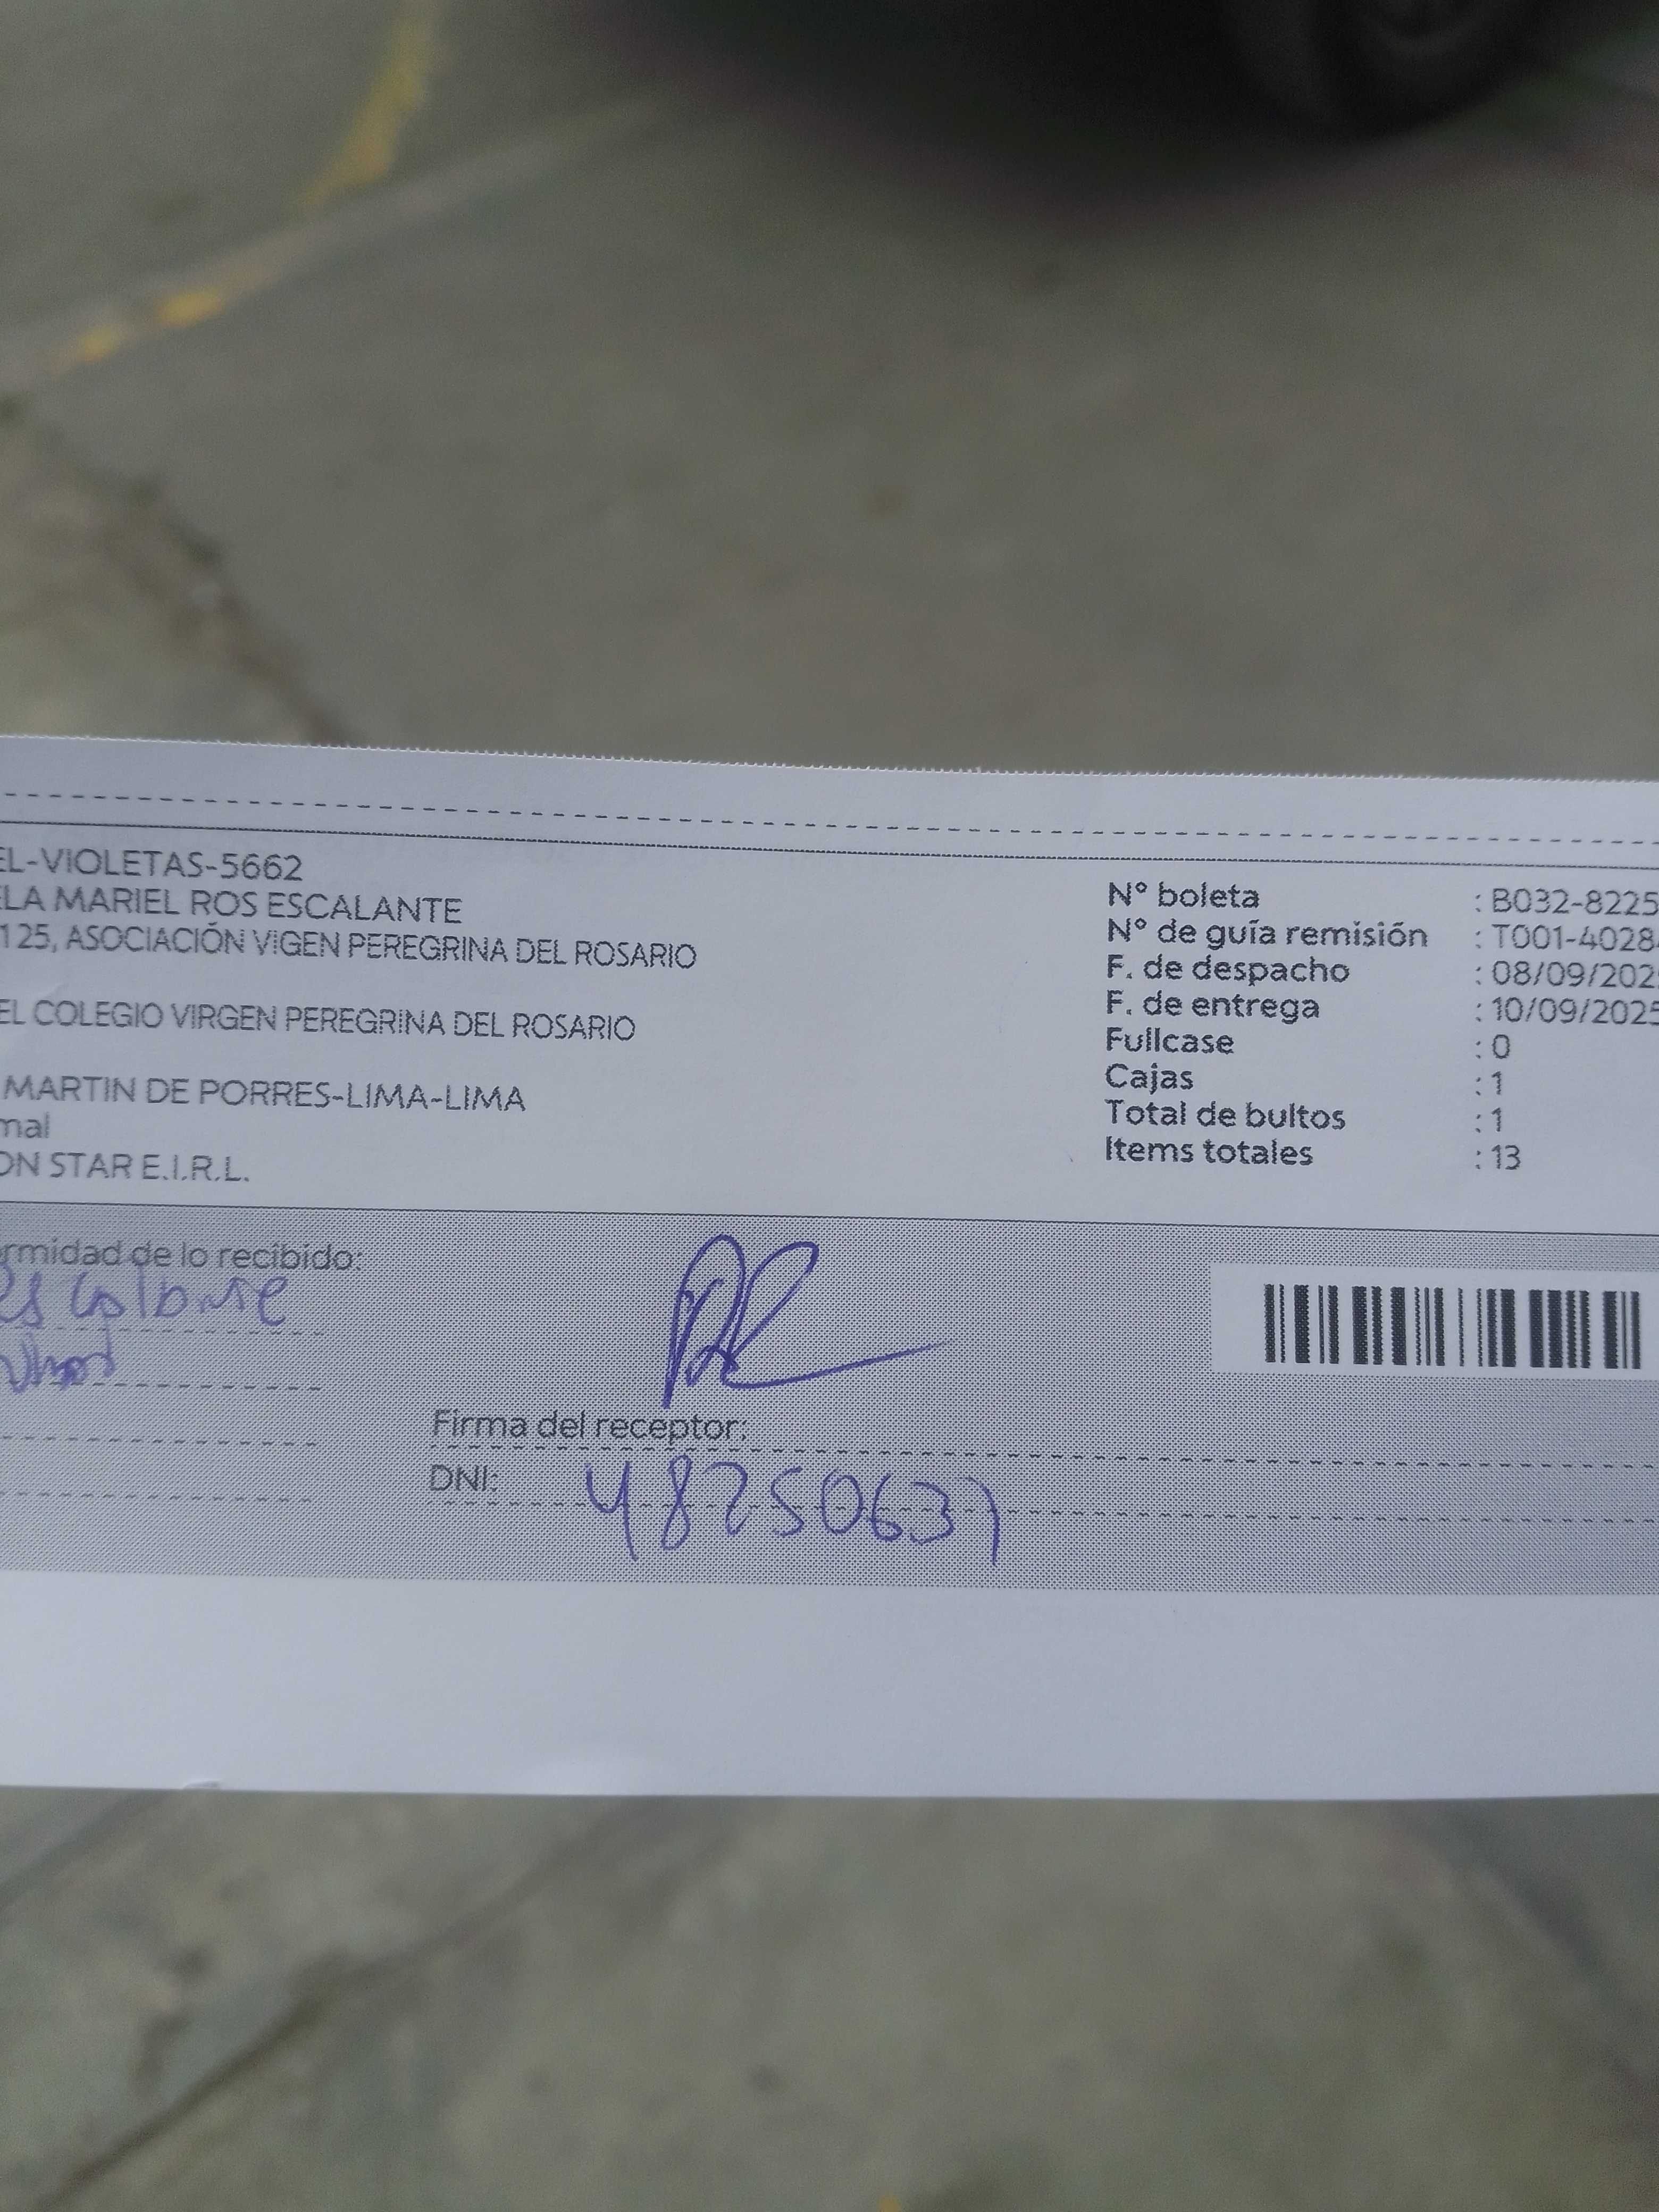 EL-VIOLETAS-5662
ELA MARIEL ROS ESCALANTE
125, ASOCIACIÓN VIGEN PEREGRINA DEL ROSARIO
EL COLEGIO VIRGEN PEREGRINA DEL ROSARIO
MARTIN DE PORRES-LIMA-LIMA
mal
ON STAR E.I.R.L.
Nº boleta : B032-8225
Nº de guía remisión : T001-4028
F. de despacho : 08/09/202
F. de entrega : 10/09/2025
Fullcase : 0
Cajas : 1
Total de bultos : 1
Items totales : 13
rmidad de lo recibido:
Firma del receptor:
DNI: 48250637